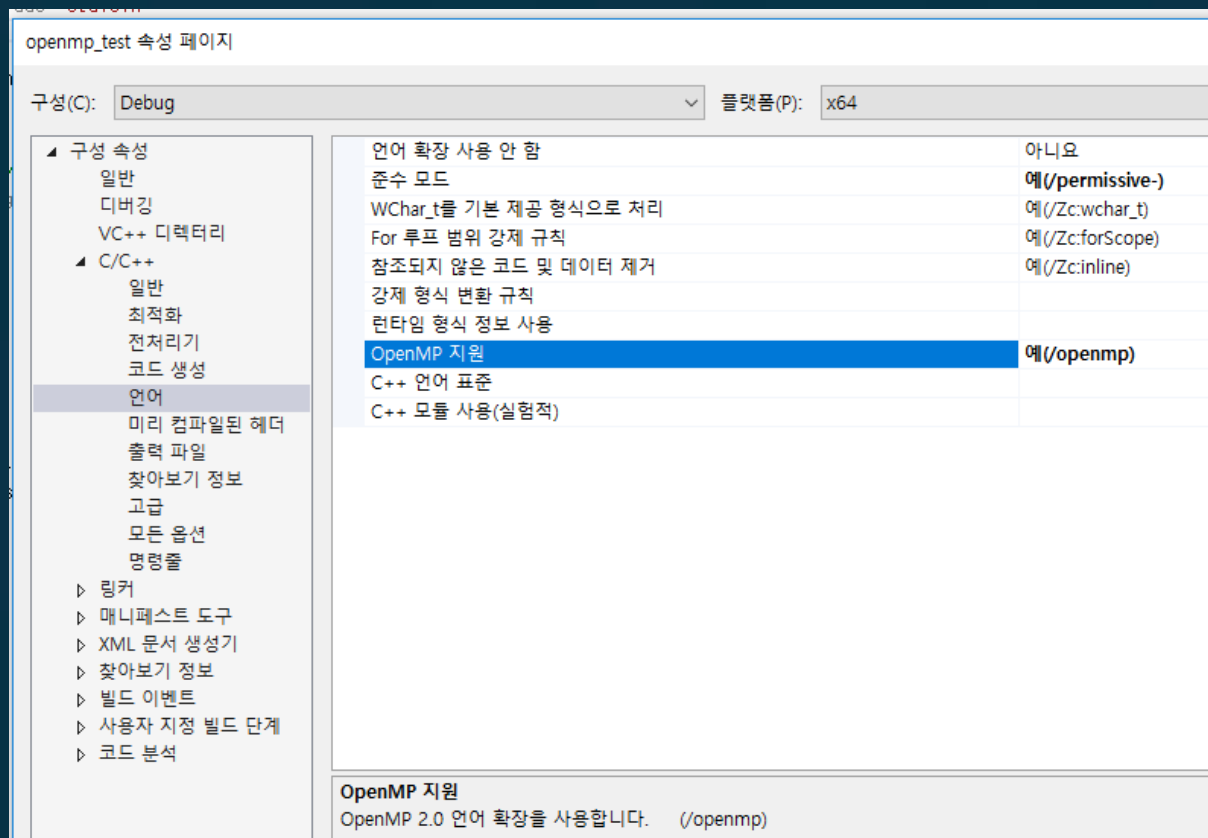 openmp_test 속성 페이지
구성(C): Debug 플랫폼(P): x64
구성 속성
일반
디버깅
VC++ 디렉터리
C/C++
일반
최적화
전처리기
코드 생성
언어
미리 컴파일된 헤더
출력 파일
찾아보기 정보
고급
모든 옵션
명령줄
링커
매니페스트 도구
XML 문서 생성기
찾아보기 정보
빌드 이벤트
사용자 지정 빌드 단계
코드 분석
언어 확장 사용 안 함 아니요
준수 모드 예(/permissive-)
WChar_t를 기본 제공 형식으로 처리 예(/Zc:wchar_t)
For 루프 범위 강제 규칙 예(/Zc:forScope)
참조되지 않은 코드 및 데이터 제거 예(/Zc:inline)
강제 형식 변환 규칙
런타임 형식 정보 사용
OpenMP 지원 예(/openmp)
C++ 언어 표준
C++ 모듈 사용(실험적)
OpenMP 지원
OpenMP 2.0 언어 확장을 사용합니다. (/openmp)